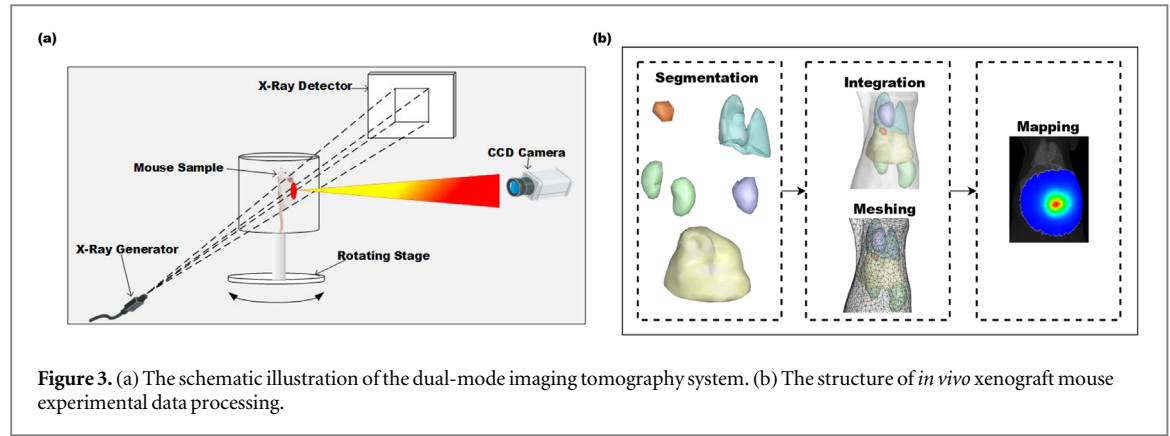 (a)
X-Ray Detector
Mouse Sample
CCD Camera
X-Ray Generator
Rotating Stage
(b)
Segmentation
Integration
Meshing
Mapping
Figure 3. (a) The schematic illustration of the dual-mode imaging tomography system. (b) The structure of in vivo xenograft mouse
experimental data processing.